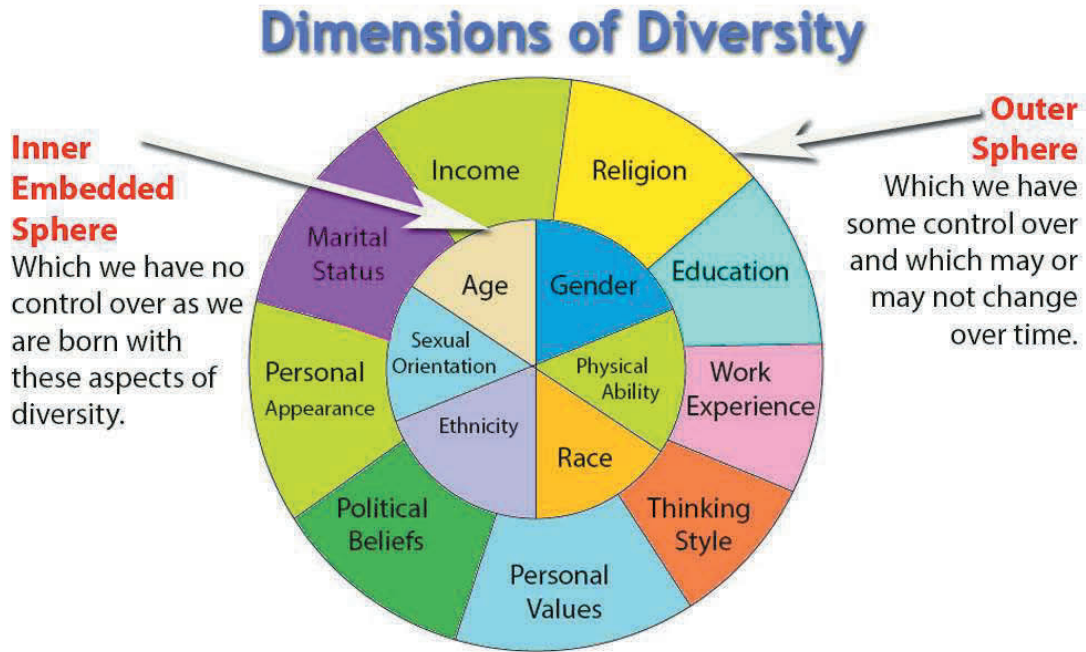 Dimensions of Diversity
Inner
Embedded
Sphere
Which we have no
control over as we
are born with
these aspects of
diversity.
Outer
Sphere
Which we have
some control over
and which may or
may not change
over time.
Income
Religion
Education
Work
Experience
Thinking
Style
Personal
Values
Political
Beliefs
Personal
Appearance
Marital
Status
Age
Gender
Physical
Ability
Race
Ethnicity
Sexual
Orientation